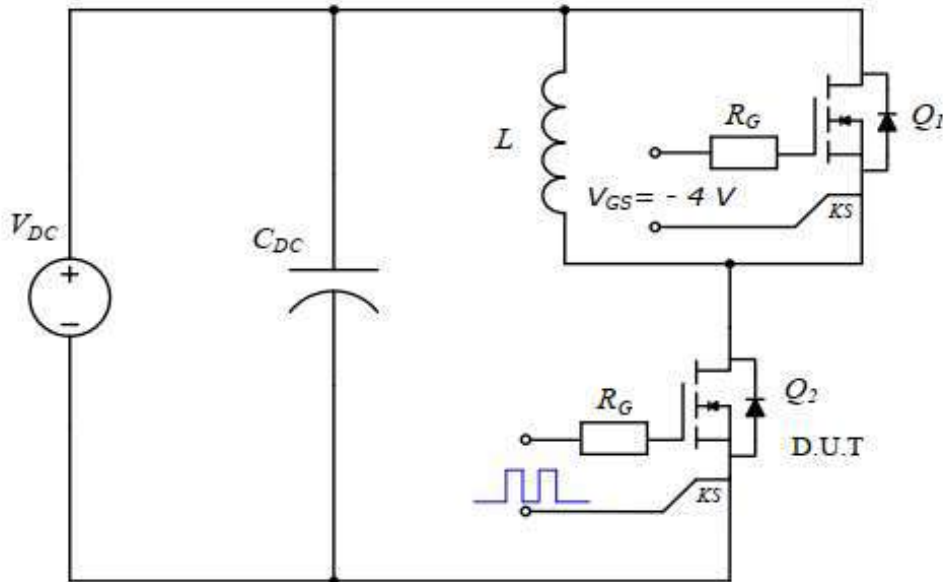 V_DC
+
−
C_DC
L
R_G
V_GS= - 4 V
KS
Q_1
R_G
KS
Q_2
D.U.T